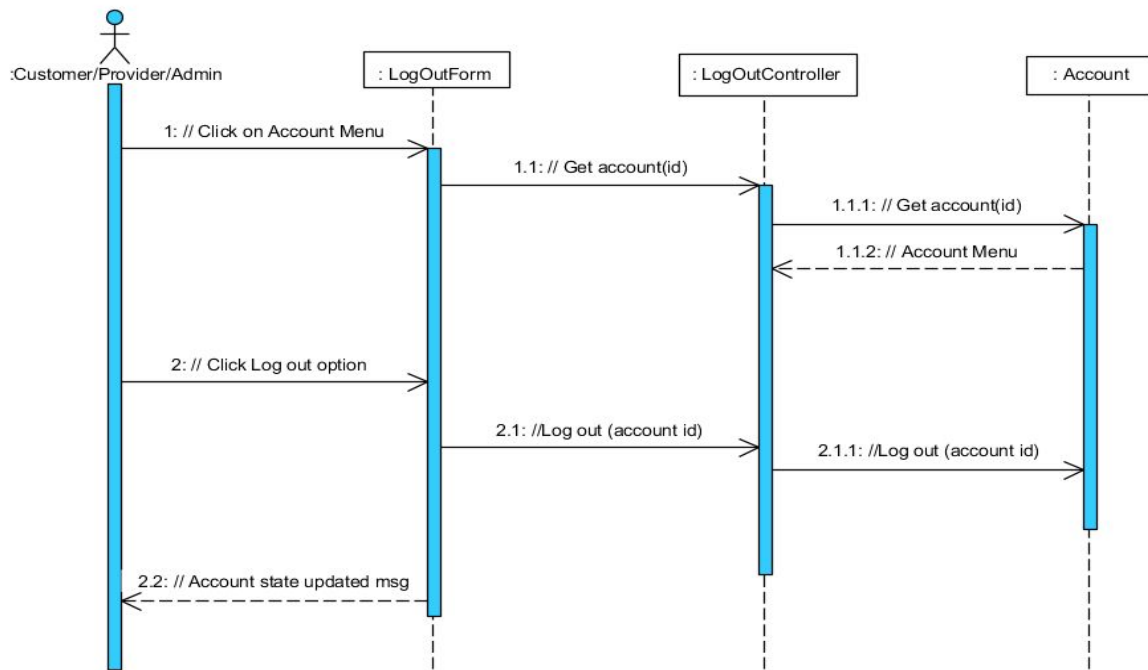 :Customer/Provider/Admin
: LogOutForm
: LogOutController
: Account
1: // Click on Account Menu
1.1: // Get account(id)
1.1.1: // Get account(id)
1.1.2: // Account Menu
2: // Click Log out option
2.1: //Log out (account id)
2.1.1: //Log out (account id)
2.2: // Account state updated msg